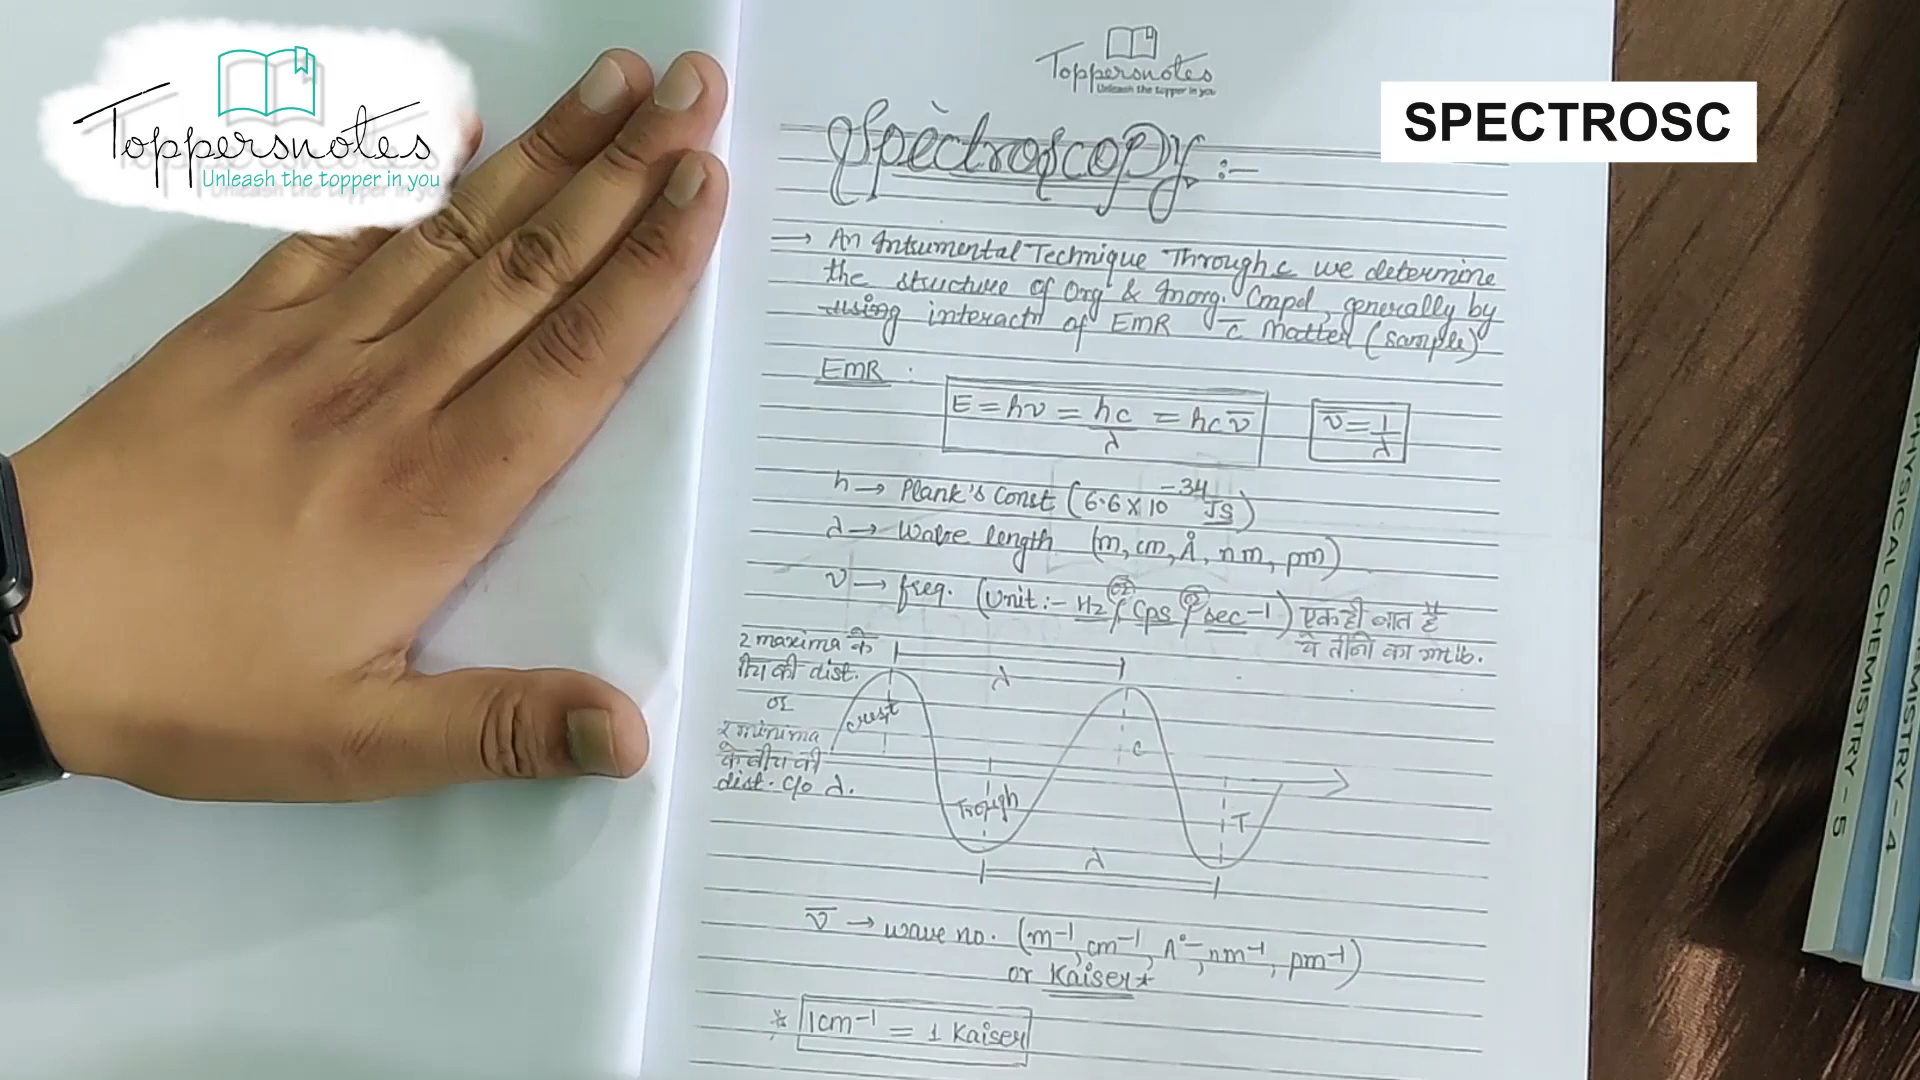 Toppersnotes
Unleash the topper in you
Toppersnotes
Unleash the topper in you
SPECTROSC
Spectroscopy :-
→ An Intsumental Technique Through c we determine
the structure of Org & Inorg. Cmpd, generally by
using interactn of EMR c̅ Matter (sample)
EMR :
E = hν = hc/λ = hcν̅
ν̅ = 1/λ
h → Plank's Const (6.6 × 10⁻³⁴ JS)
λ → Wave length (m, cm, Å, nm, pm)
ν → freq. (Unit :- Hz or Cps or sec⁻¹) एक ही बात है
ये तीनो का मतlb.
2 maxima के
बीच की dist.
or
2 minima
के बीच की
dist. c/o λ.
λ
crest
C
Trough
T
λ
ν̅ → wave no. (m⁻¹, cm⁻¹, A°⁻, nm⁻¹, pm⁻¹)
or Kaiser *
* 1cm⁻¹ = 1 Kaiser
PHYSICAL CHEMISTRY - 5
EMISTRY - 4